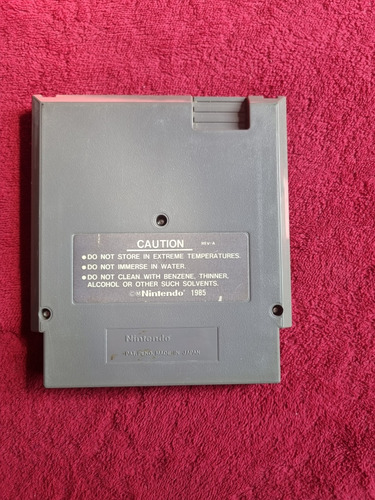 CAUTION REV-A
•DO NOT STORE IN EXTREME TEMPERATURES.
•DO NOT IMMERSE IN WATER.
•DO NOT CLEAN WITH BENZENE, THINNER,
ALCOHOL OR OTHER SUCH SOLVENTS.
©Nintendo 1985
Nintendo
MADE IN JAPAN